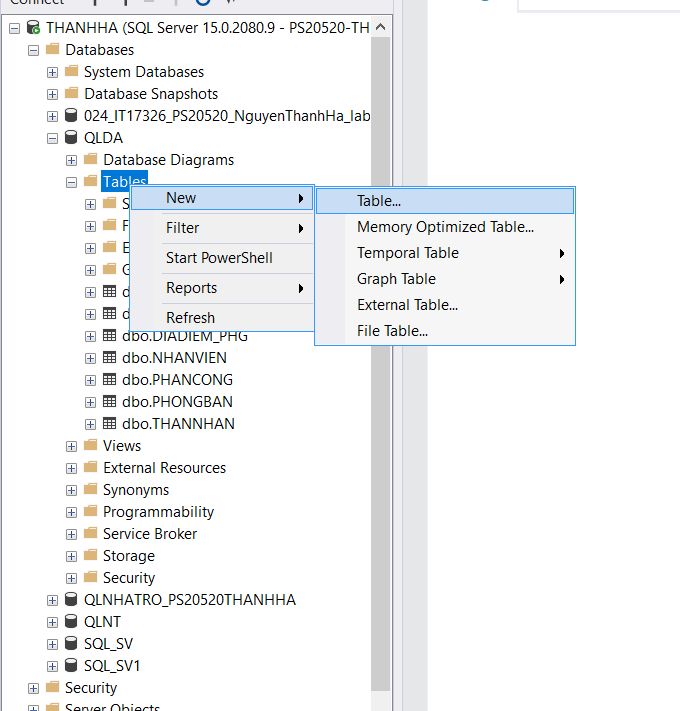 Connect
THANHHA (SQL Server 15.0.2080.9 - PS20520-TH
Databases
System Databases
Database Snapshots
024_IT17326_PS20520_NguyenThanhHa_lab
QLDA
Database Diagrams
Tables
New
Filter
Start PowerShell
Reports
Refresh
Table...
Memory Optimized Table...
Temporal Table
Graph Table
External Table...
File Table...
S
F
E
G
d
d
dbo.DIADIEM_PHG
dbo.NHANVIEN
dbo.PHANCONG
dbo.PHONGBAN
dbo.THANNHAN
Views
External Resources
Synonyms
Programmability
Service Broker
Storage
Security
QLNHATRO_PS20520THANHHA
QLNT
SQL_SV
SQL_SV1
Security
Server Objects